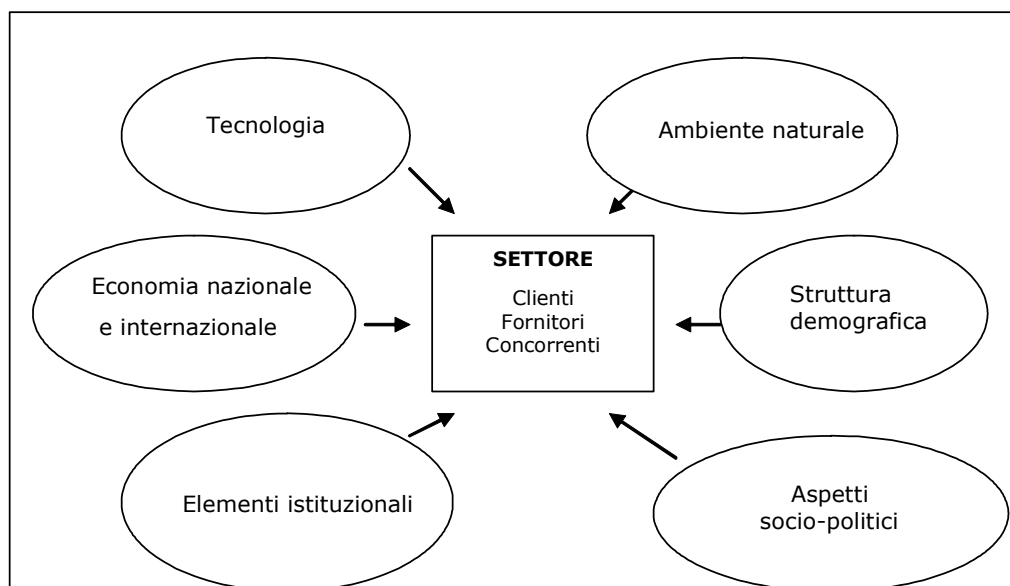 Tecnologia
Ambiente naturale
SETTORE
Clienti
Fornitori
Concorrenti
Economia nazionale
e internazionale
Struttura
demografica
Elementi istituzionali
Aspetti
socio-politici